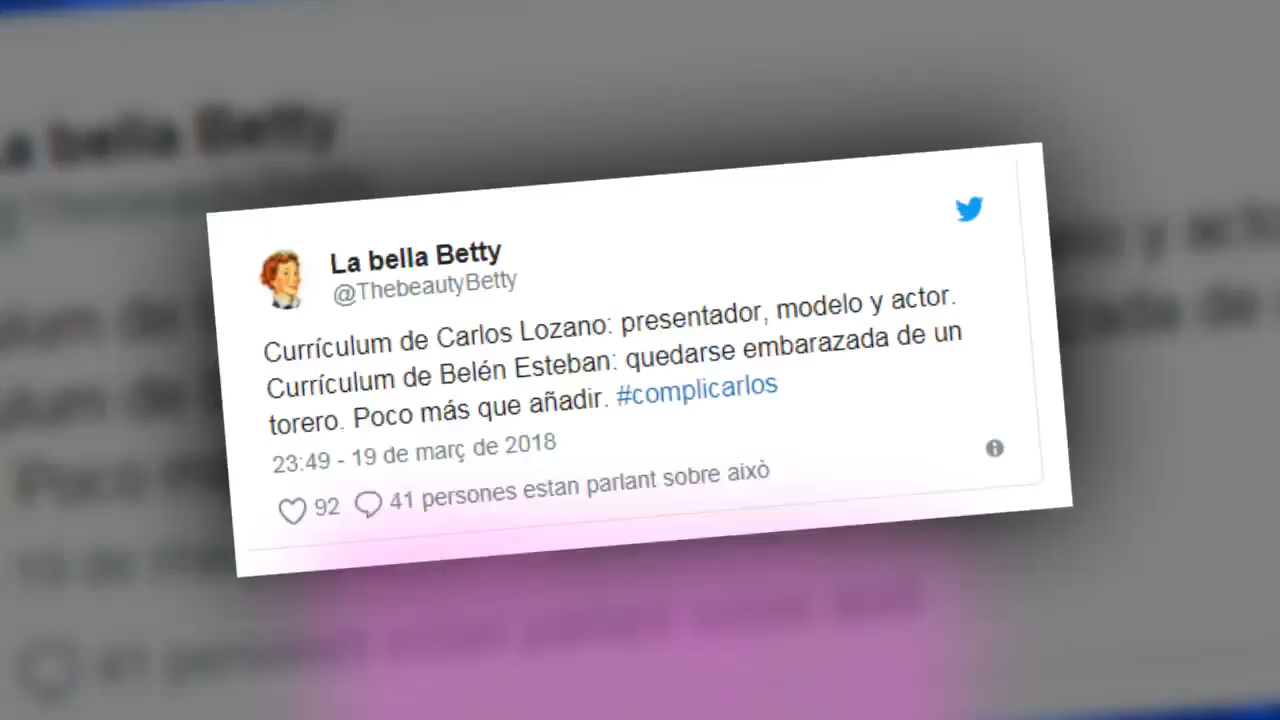 La bella Betty
@ThebeautyBetty
Currículum de Carlos Lozano: presentador, modelo y actor.
Currículum de Belén Esteban: quedarse embarazada de un
torero. Poco más que añadir. #complicarlos
23:49 - 19 de març de 2018
92 41 persones estan parlant sobre això